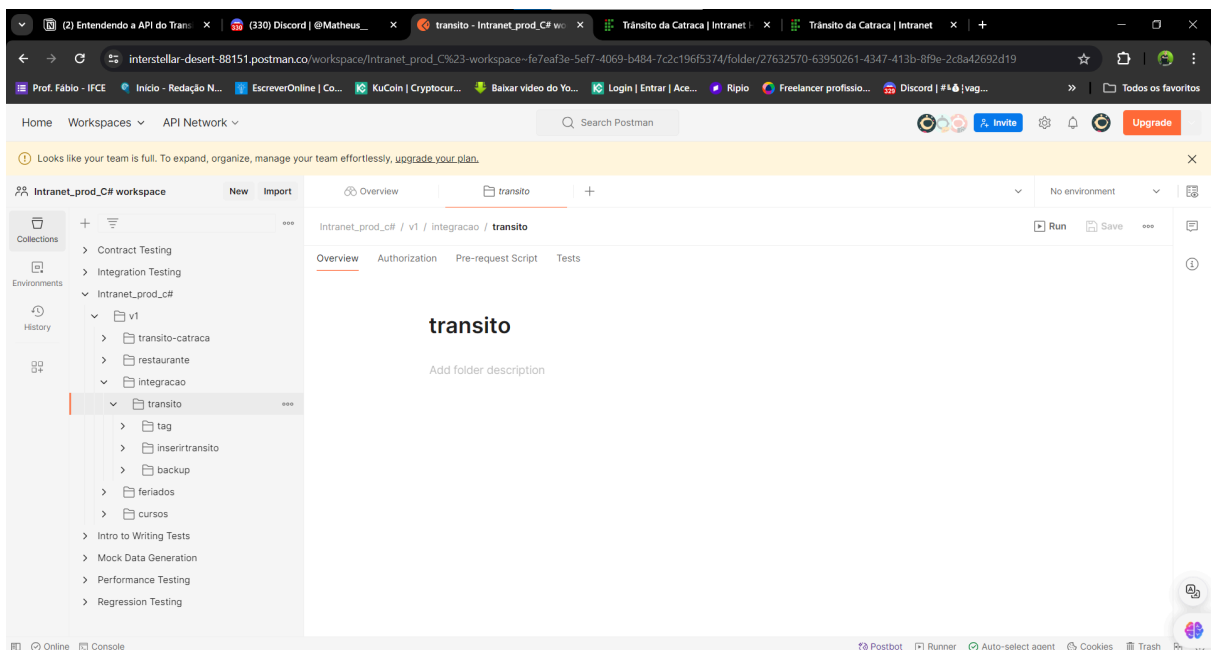 (2) Entendendo a API do Trans
(330) Discord | @Matheus__
transito - Intranet_prod_C# wo
Trânsito da Catraca | Intranet
Trânsito da Catraca | Intranet
interstellar-desert-88151.postman.co/workspace/Intranet_prod_C%23-workspace~fe7eaf3e-5ef7-4069-b484-7c2c196f5374/folder/27632570-63950261-4347-413b-8f9e-2c8a42692d19
Prof. Fábio - IFCE
Início - Redação N...
EscreverOnline | Co...
KuCoin | Cryptocur...
Baixar video do Yo...
Login | Entrar | Ace...
Ripio
Freelancer profissio...
Discord | #
vag...
»
Todos os favoritos
Home Workspaces API Network
Search Postman
Invite
Upgrade
Looks like your team is full. To expand, organize, manage your team effortlessly, upgrade your plan.
Intranet_prod_C# workspace
New Import
Overview
transito
No environment
Collections
Environments
History
Contract Testing
Integration Testing
Intranet_prod_c#
v1
transito-catraca
restaurante
integracao
transito
tag
inserirtransito
backup
feriados
cursos
Intro to Writing Tests
Mock Data Generation
Performance Testing
Regression Testing
Intranet_prod_c# / v1 / integracao / transito
Run Save
Overview Authorization Pre-request Script Tests
transito
Add folder description
Online Console
Postbot Runner Auto-select agent Cookies Trash